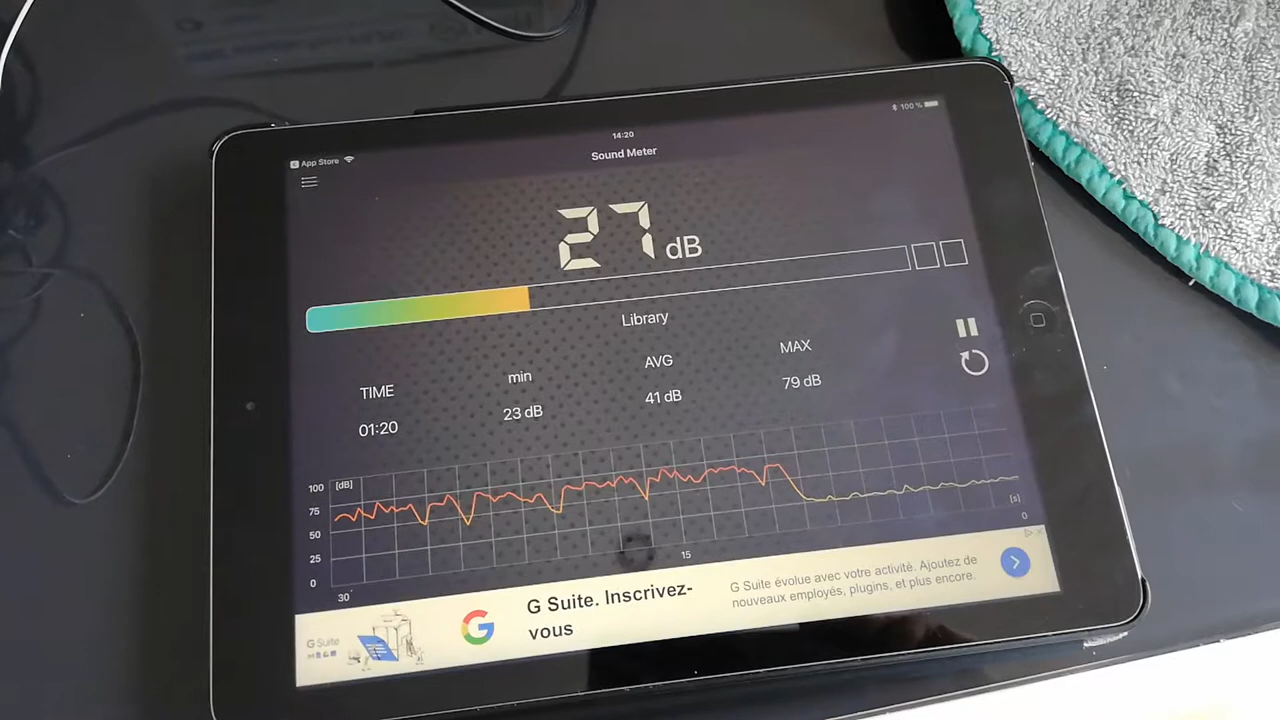 App Store
14:20
100 %
Sound Meter
27 dB
Library
TIME
min
AVG
MAX
01:20
23 dB
41 dB
79 dB
[dB]
100
75
50
25
0
30
15
0
[s]
G Suite
G Suite. Inscrivez-
vous
G Suite évolue avec votre activité. Ajoutez de
nouveaux employés, plugins, et plus encore.